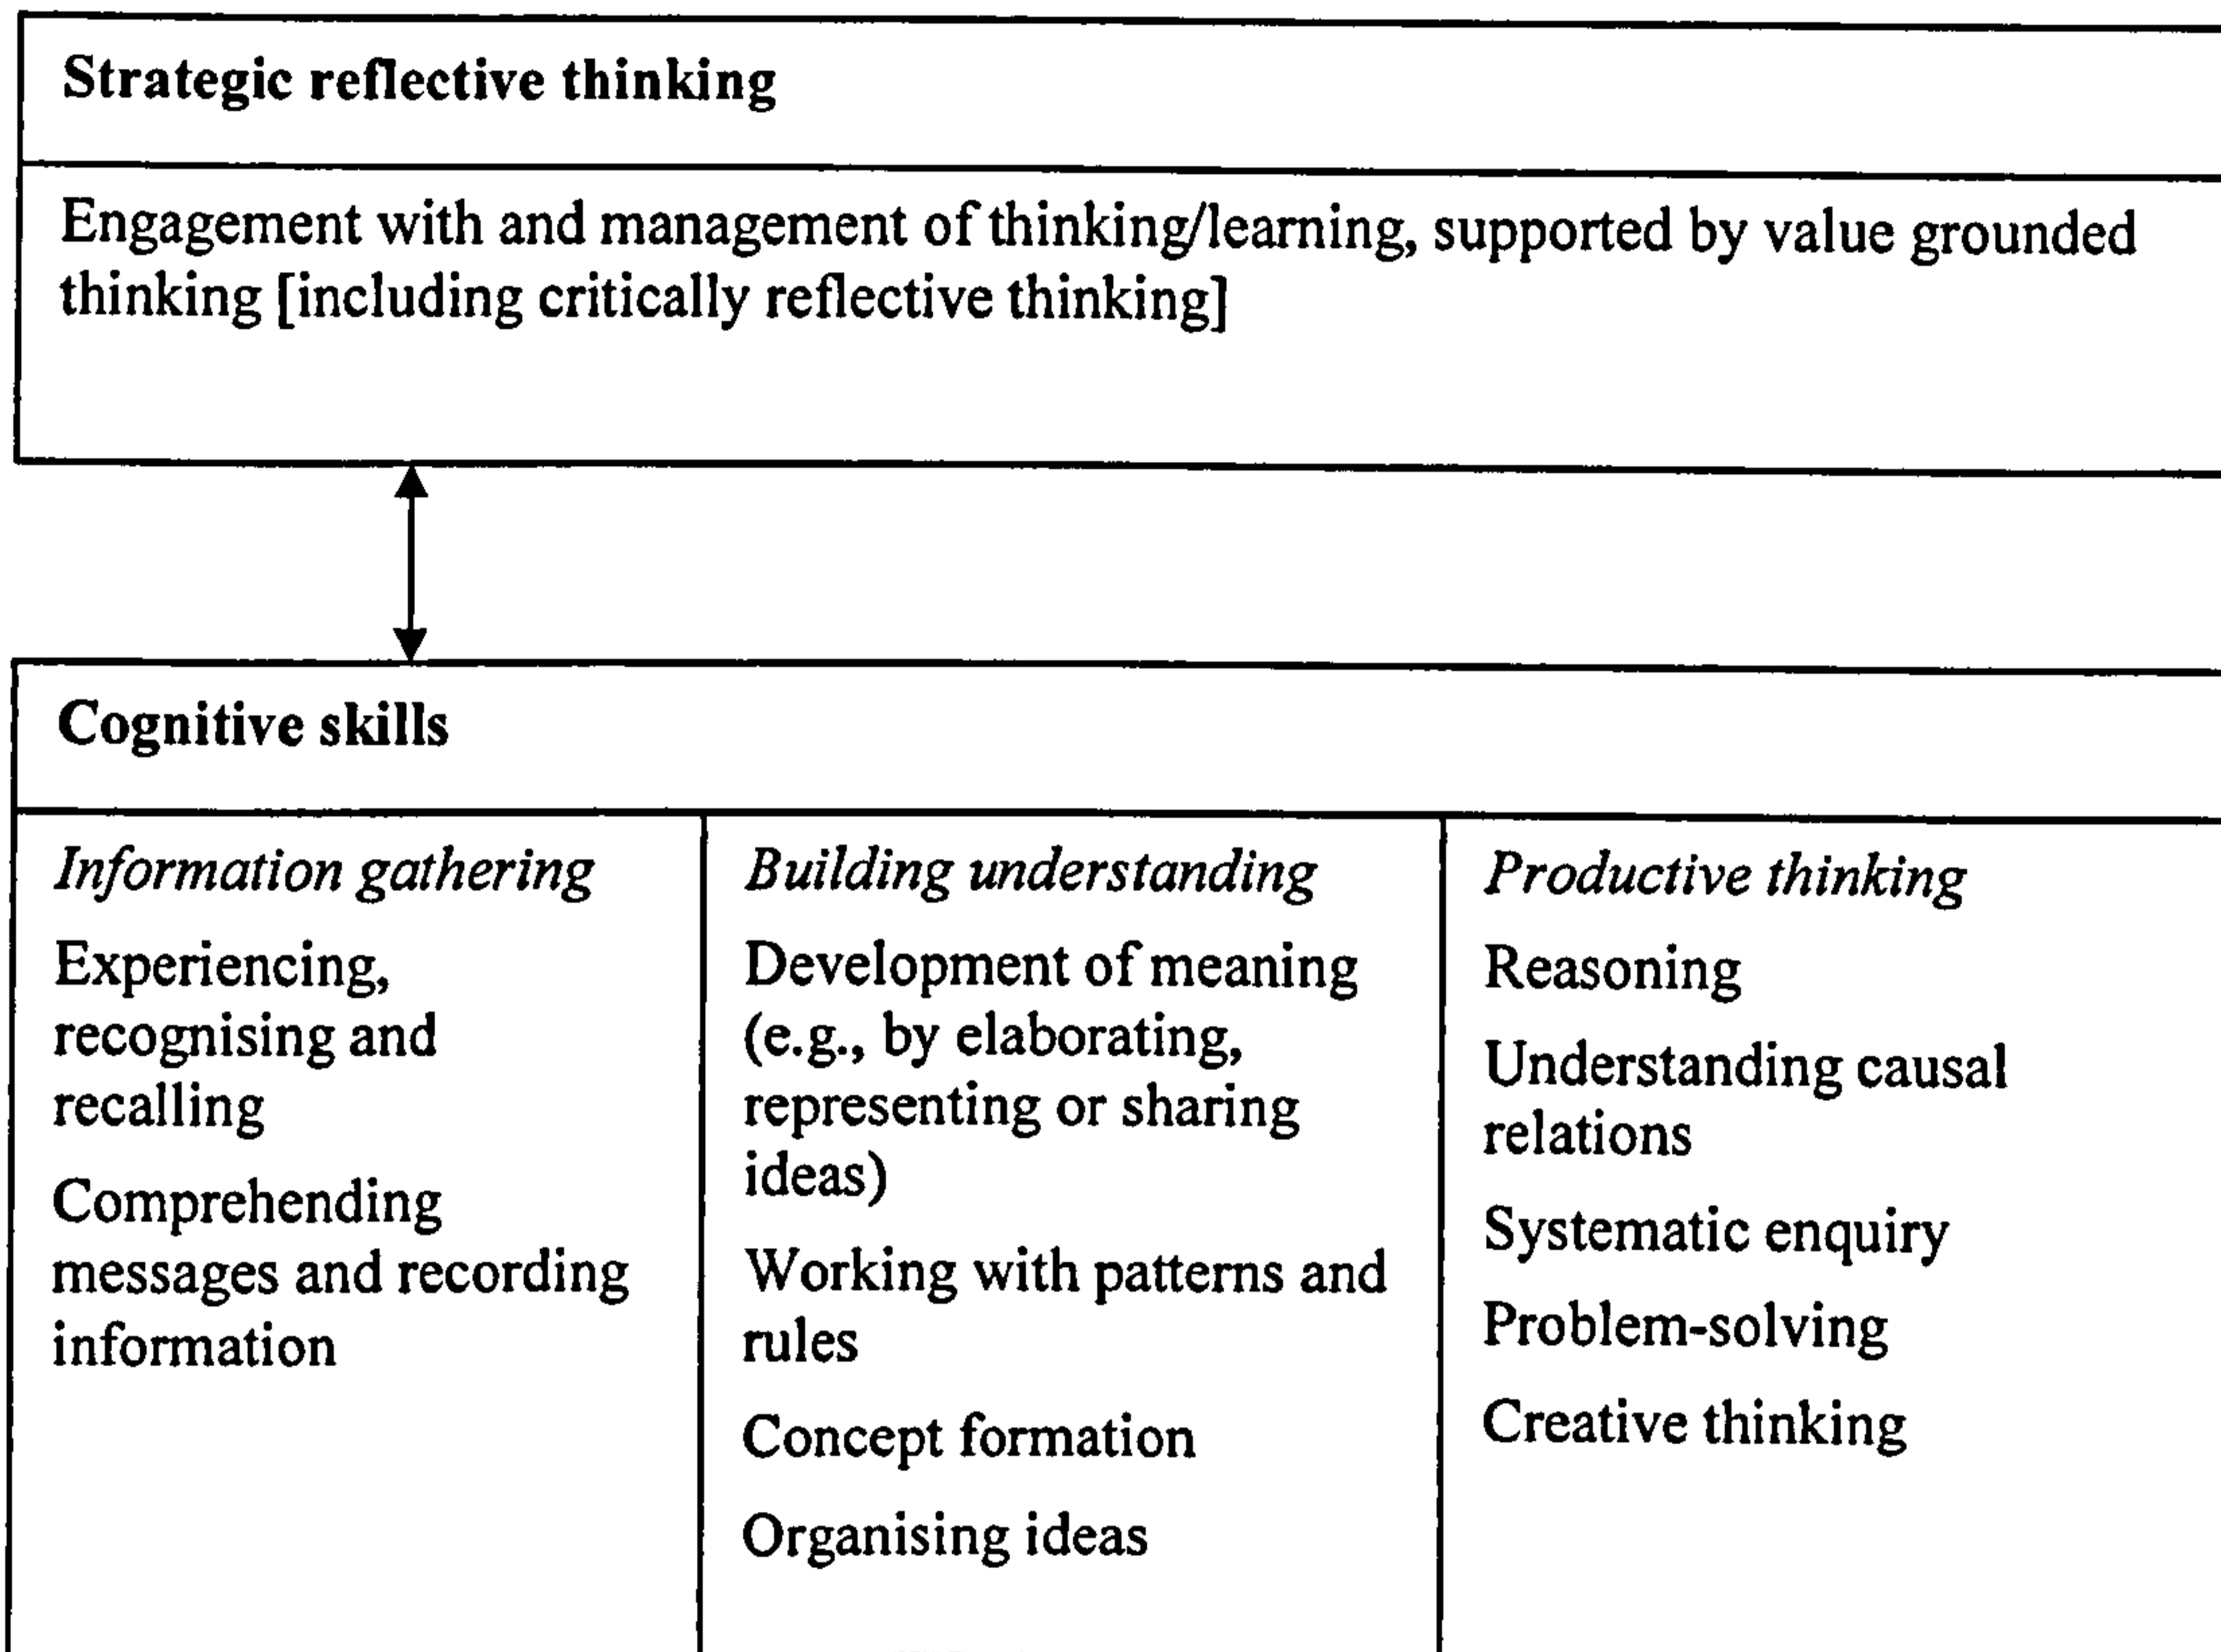 Strategic reflective thinking
Engagement with and management of thinking/learning, supported by value grounded
thinking [including critically reflective thinking]
Cognitive skills
Information gathering
Experiencing,
recognising and
recalling
Comprehending
messages and recording
information
Building understanding
Development of meaning
(e.g., by elaborating,
representing or sharing
ideas)
Working with patterns and
rules
Concept formation
Organising ideas
Productive thinking
Reasoning
Understanding causal
relations
Systematic enquiry
Problem-solving
Creative thinking